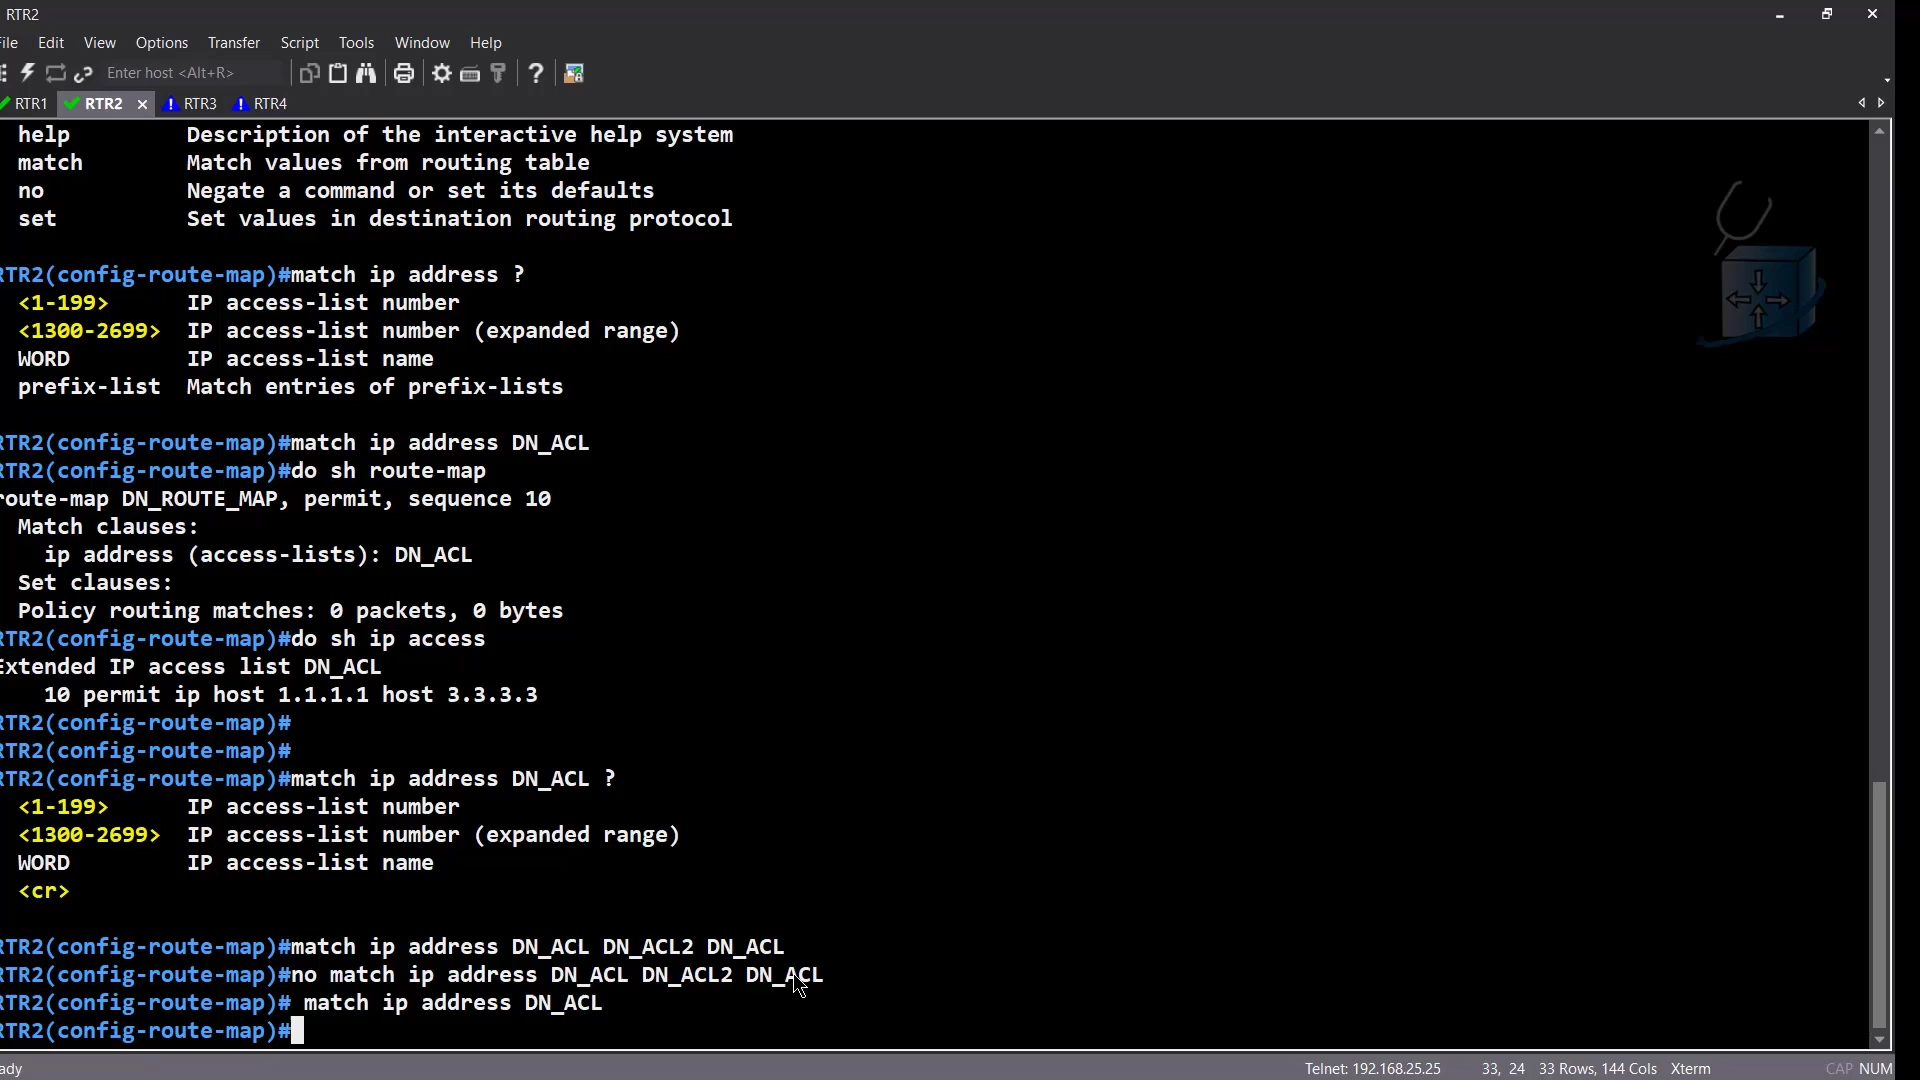 RTR2
File Edit View Options Transfer Script Tools Window Help
Enter host <Alt+R>
RTR1 RTR2 RTR3 RTR4
help Description of the interactive help system
match Match values from routing table
no Negate a command or set its defaults
set Set values in destination routing protocol
RTR2(config-route-map)#match ip address ?
<1-199> IP access-list number
<1300-2699> IP access-list number (expanded range)
WORD IP access-list name
prefix-list Match entries of prefix-lists
RTR2(config-route-map)#match ip address DN_ACL
RTR2(config-route-map)#do sh route-map
route-map DN_ROUTE_MAP, permit, sequence 10
Match clauses:
ip address (access-lists): DN_ACL
Set clauses:
Policy routing matches: 0 packets, 0 bytes
RTR2(config-route-map)#do sh ip access
Extended IP access list DN_ACL
10 permit ip host 1.1.1.1 host 3.3.3.3
RTR2(config-route-map)#
RTR2(config-route-map)#
RTR2(config-route-map)#match ip address DN_ACL ?
<1-199> IP access-list number
<1300-2699> IP access-list number (expanded range)
WORD IP access-list name
<cr>
RTR2(config-route-map)#match ip address DN_ACL DN_ACL2 DN_ACL
RTR2(config-route-map)#no match ip address DN_ACL DN_ACL2 DN_ACL
RTR2(config-route-map)# match ip address DN_ACL
RTR2(config-route-map)#
ady Telnet: 192.168.25.25 33, 24 33 Rows, 144 Cols Xterm CAP NUM